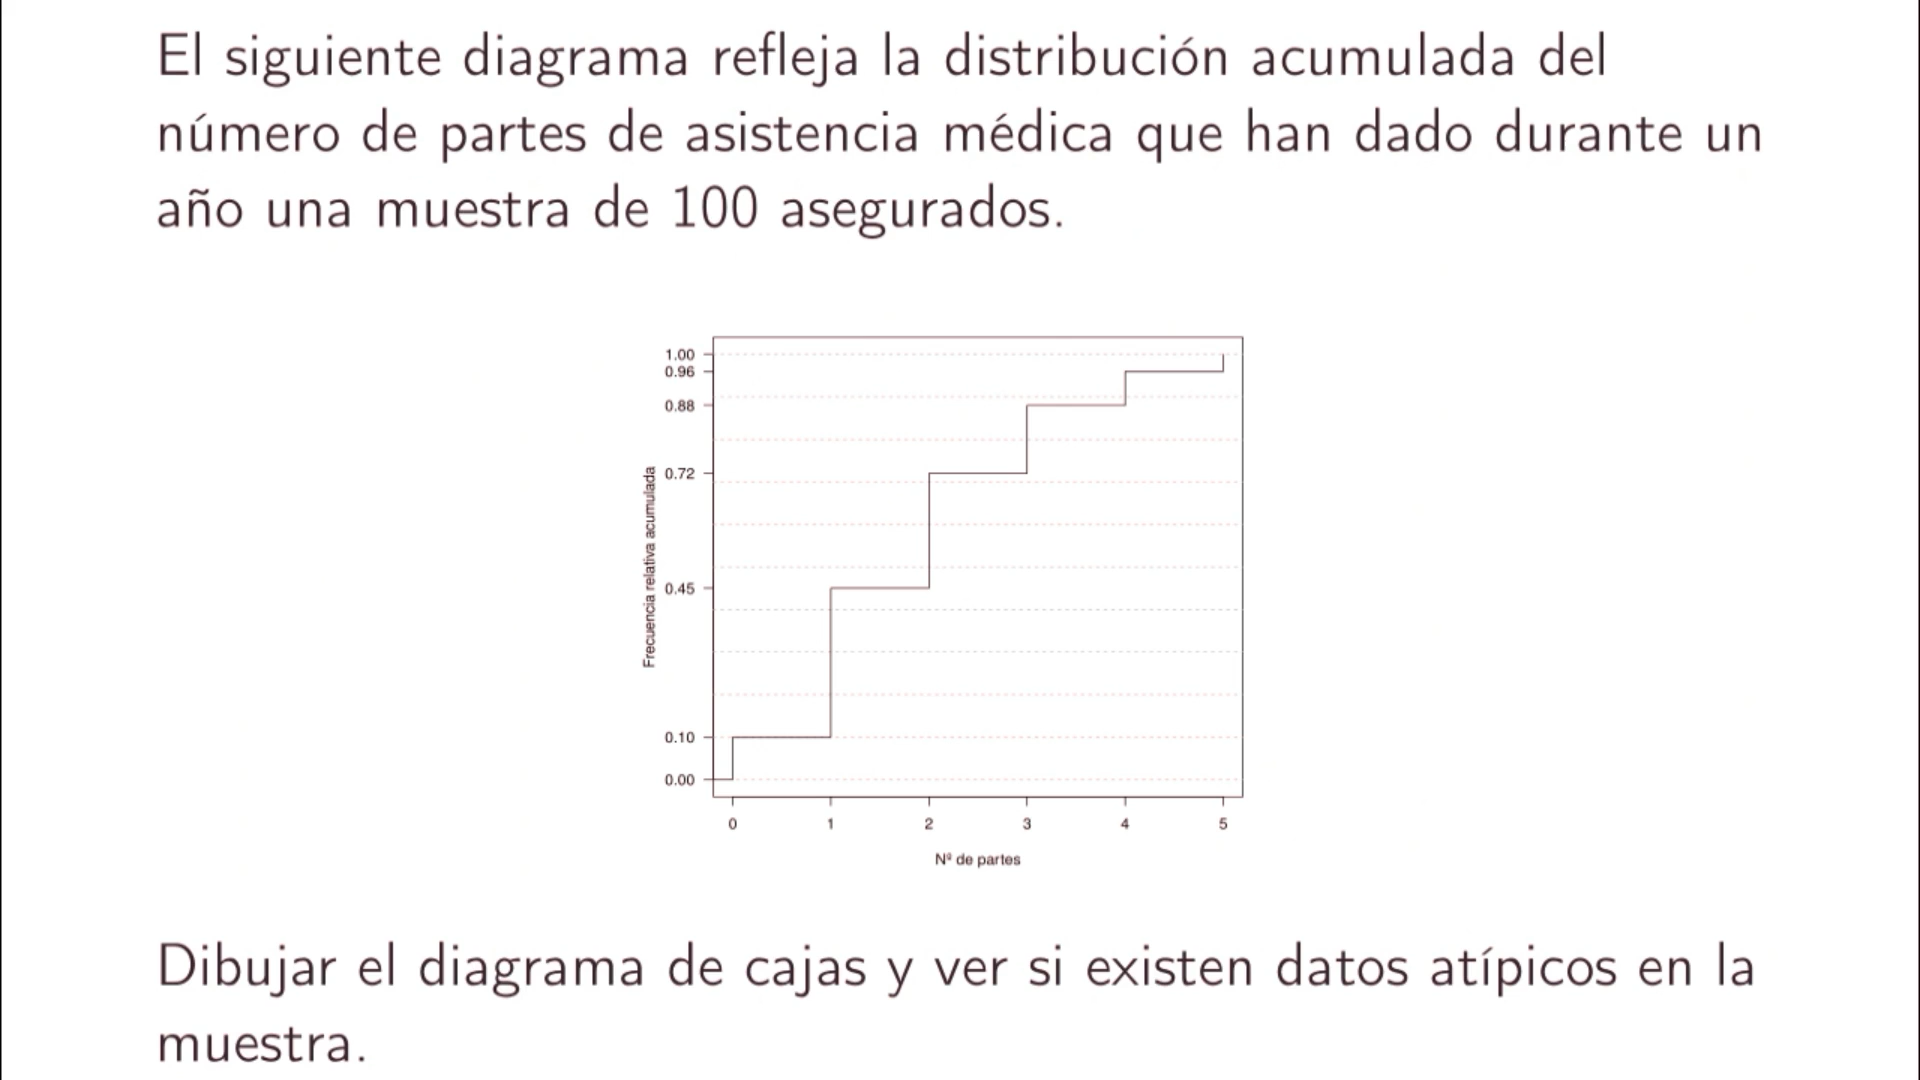 El siguiente diagrama refleja la distribución acumulada del
número de partes de asistencia médica que han dado durante un
año una muestra de 100 asegurados.
1.00
0.96
0.88
0.72
0.45
0.10
0.00
Frecuencia relativa acumulada
0 1 2 3 4 5
Nº de partes
Dibujar el diagrama de cajas y ver si existen datos atípicos en la
muestra.